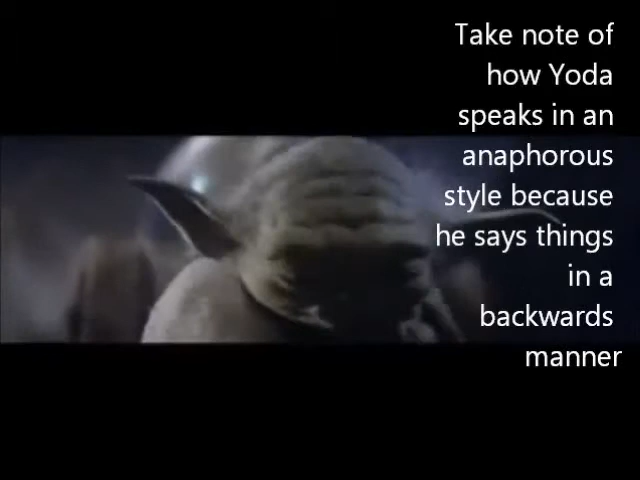 Take note of
how Yoda
speaks in an
anaphorous
style because
he says things
in a
backwards
manner